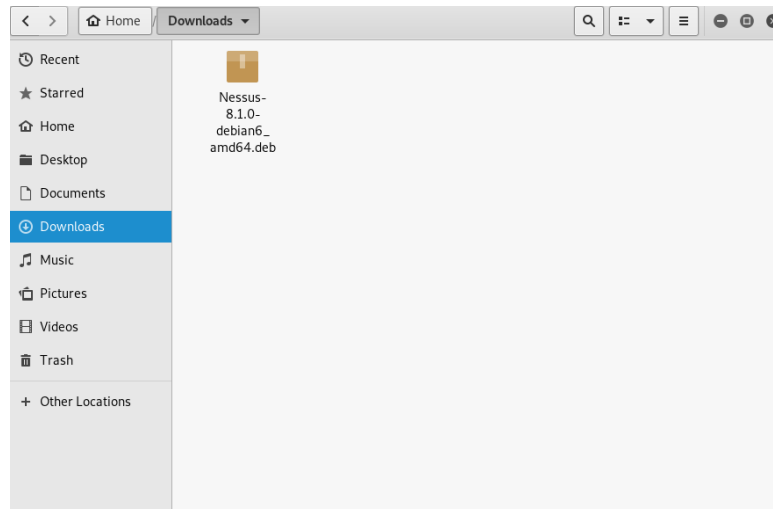 Home / Downloads
Recent
Starred
Home
Desktop
Documents
Downloads
Music
Pictures
Videos
Trash
+ Other Locations
Nessus-
8.1.0-
debian6_
amd64.deb